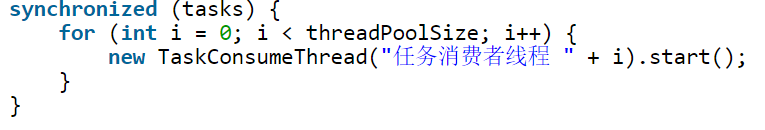 synchronized (tasks) {
    for (int i = 0; i < threadPoolSize; i++) {
        new TaskConsumeThread("任务消费者线程 " + i).start();
    }
}